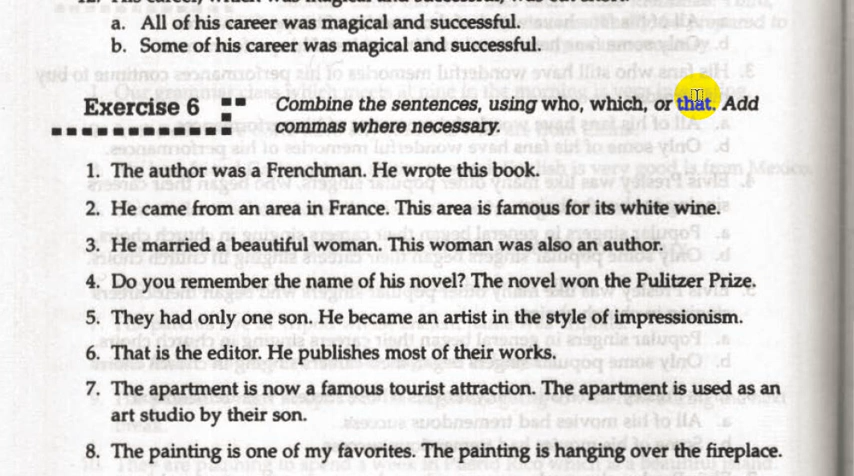 a. All of his career was magical and successful.
b. Some of his career was magical and successful.
Exercise 6 Combine the sentences, using who, which, or that. Add
commas where necessary.
1. The author was a Frenchman. He wrote this book.
2. He came from an area in France. This area is famous for its white wine.
3. He married a beautiful woman. This woman was also an author.
4. Do you remember the name of his novel? The novel won the Pulitzer Prize.
5. They had only one son. He became an artist in the style of impressionism.
6. That is the editor. He publishes most of their works.
7. The apartment is now a famous tourist attraction. The apartment is used as an
art studio by their son.
8. The painting is one of my favorites. The painting is hanging over the fireplace.